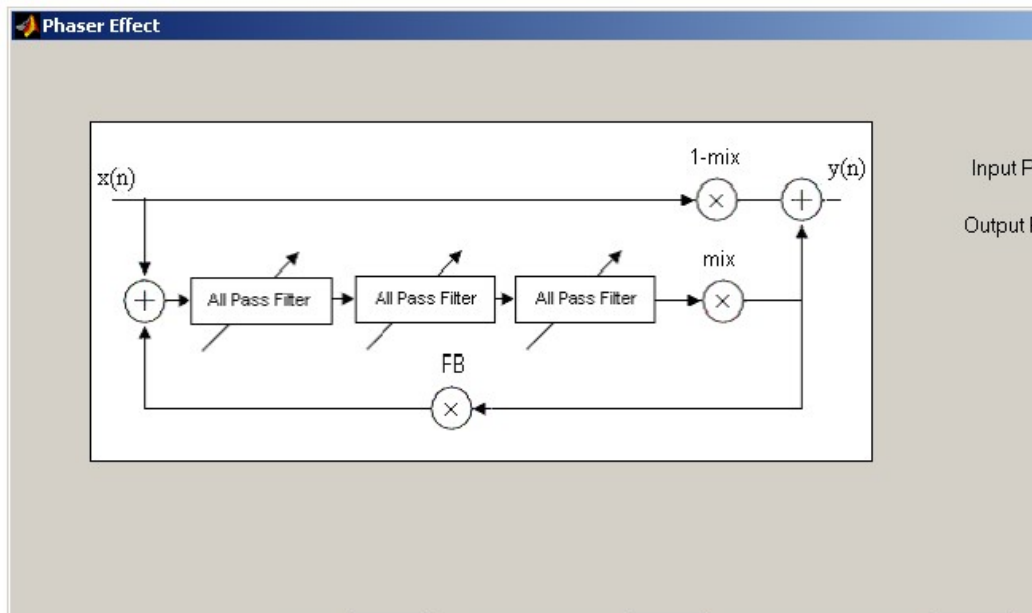 Phaser Effect
1-mix
x(n)
y(n)
Input
Output
mix
All Pass Filter
All Pass Filter
All Pass Filter
FB